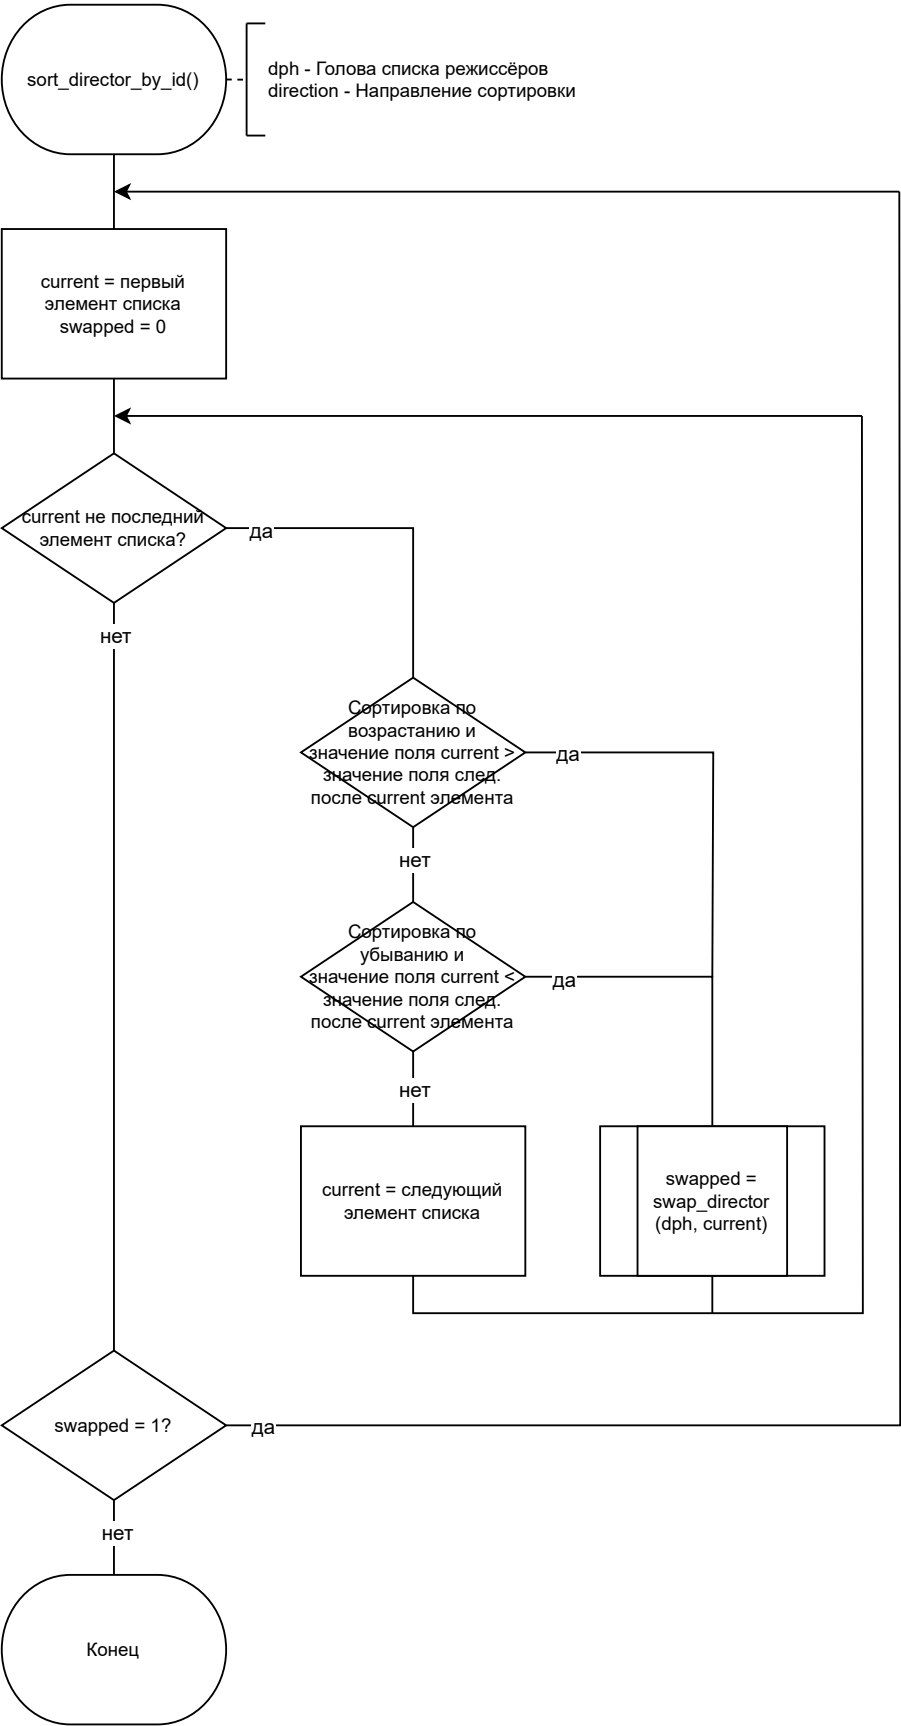 sort_director_by_id()
dph - Голова списка режиссёров
direction - Направление сортировки
current = первый
элемент списка
swapped = 0
current не последний
элемент списка?
да
нет
Сортировка по
возрастанию и
значение поля current >
значение поля след.
после current элемента
да
нет
Сортировка по
убыванию и
значение поля current <
значение поля след.
после current элемента
да
нет
current = следующий
элемент списка
swapped =
swap_director
(dph, current)
swapped = 1?
да
нет
Конец